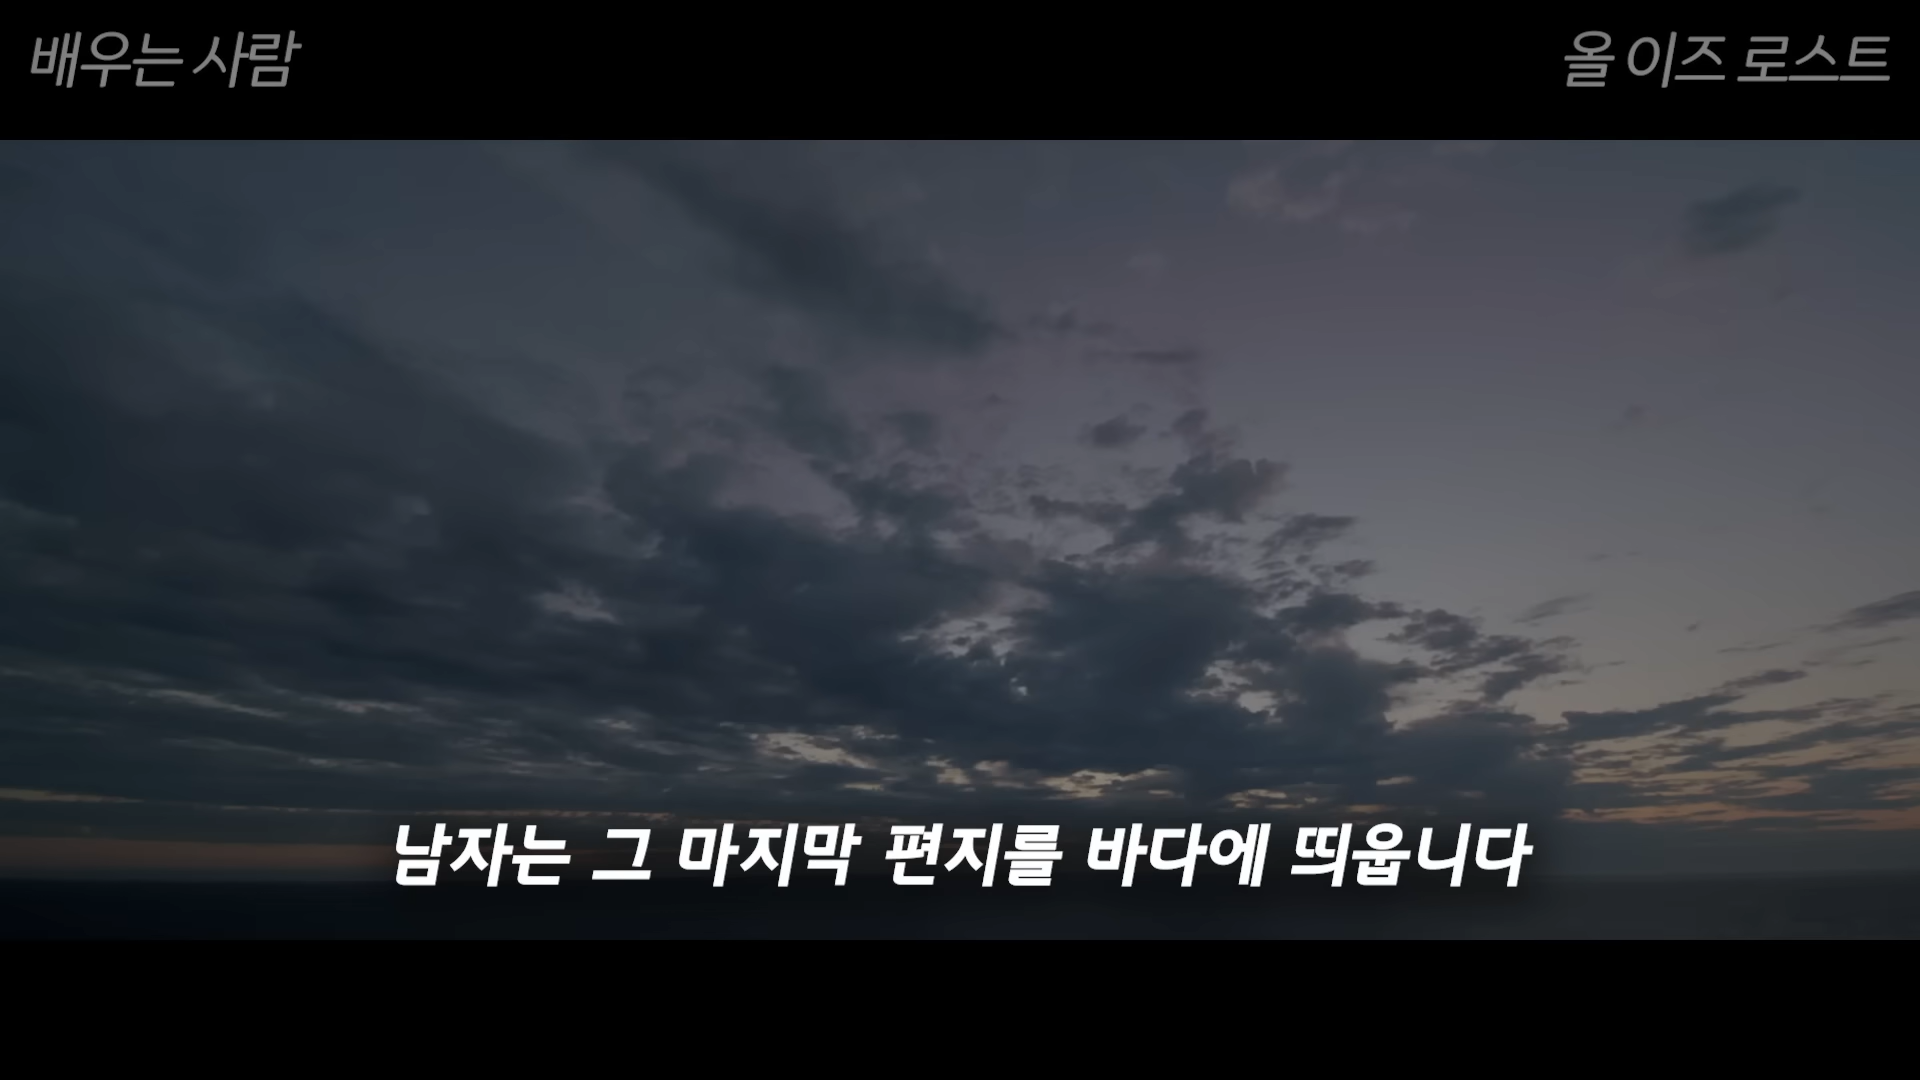 배우는 사람
올 이즈 로스트
남자는 그 마지막 편지를 바다에 띄웁니다